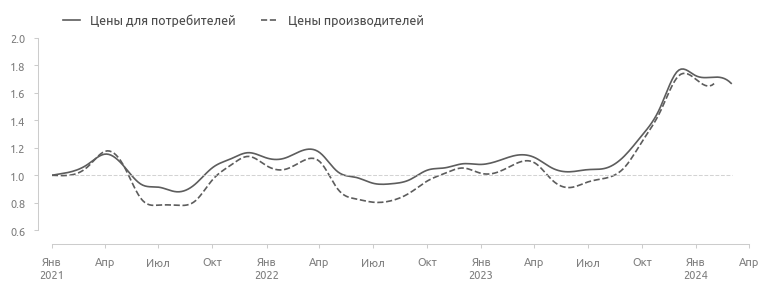 Цены для потребителей   Цены производителей
2.0
1.8
1.6
1.4
1.2
1.0
0.8
0.6
Янв Апр Июл Окт Янв Апр Июл Окт Янв Апр Июл Окт Янв Апр
2021 2022 2023 2024